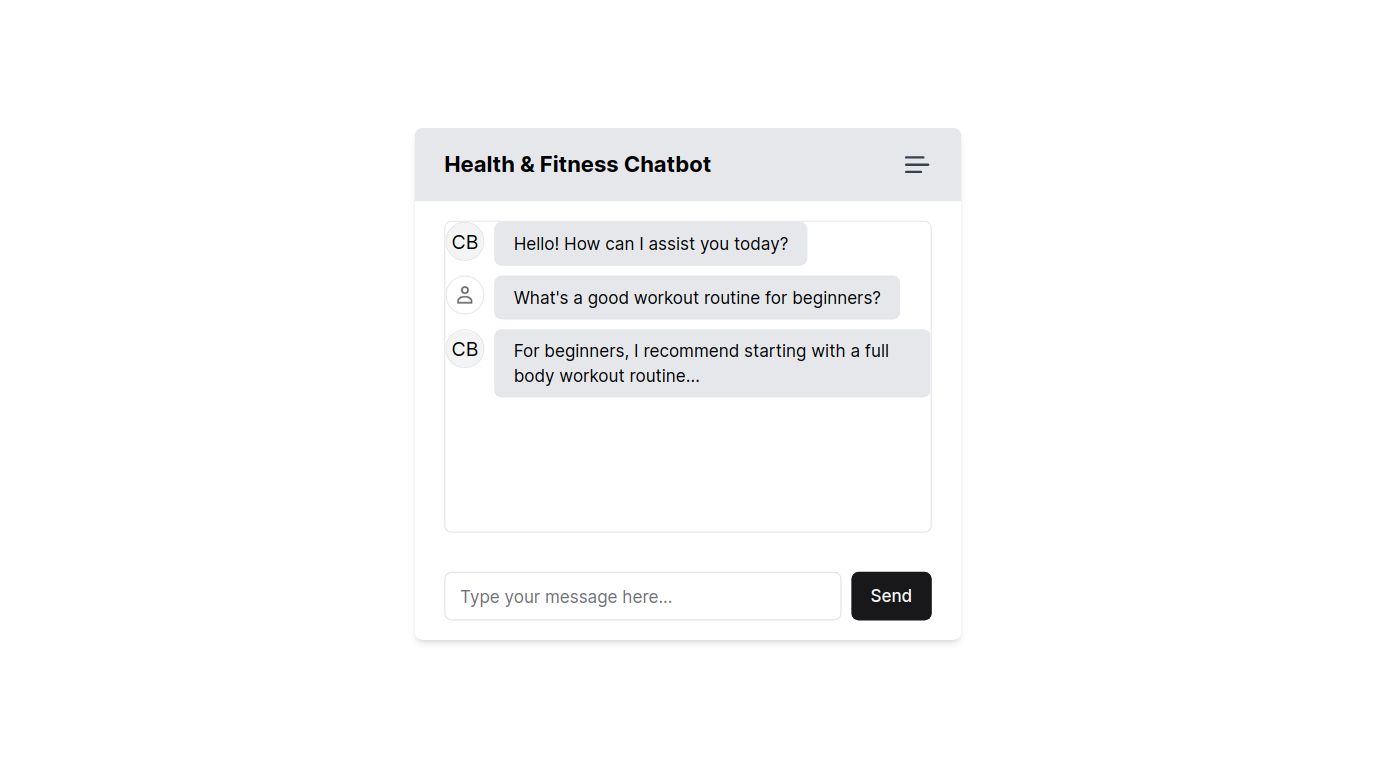 Health & Fitness Chatbot
CB
Hello! How can I assist you today?
What's a good workout routine for beginners?
CB
For beginners, I recommend starting with a full
body workout routine...
Type your message here...
Send